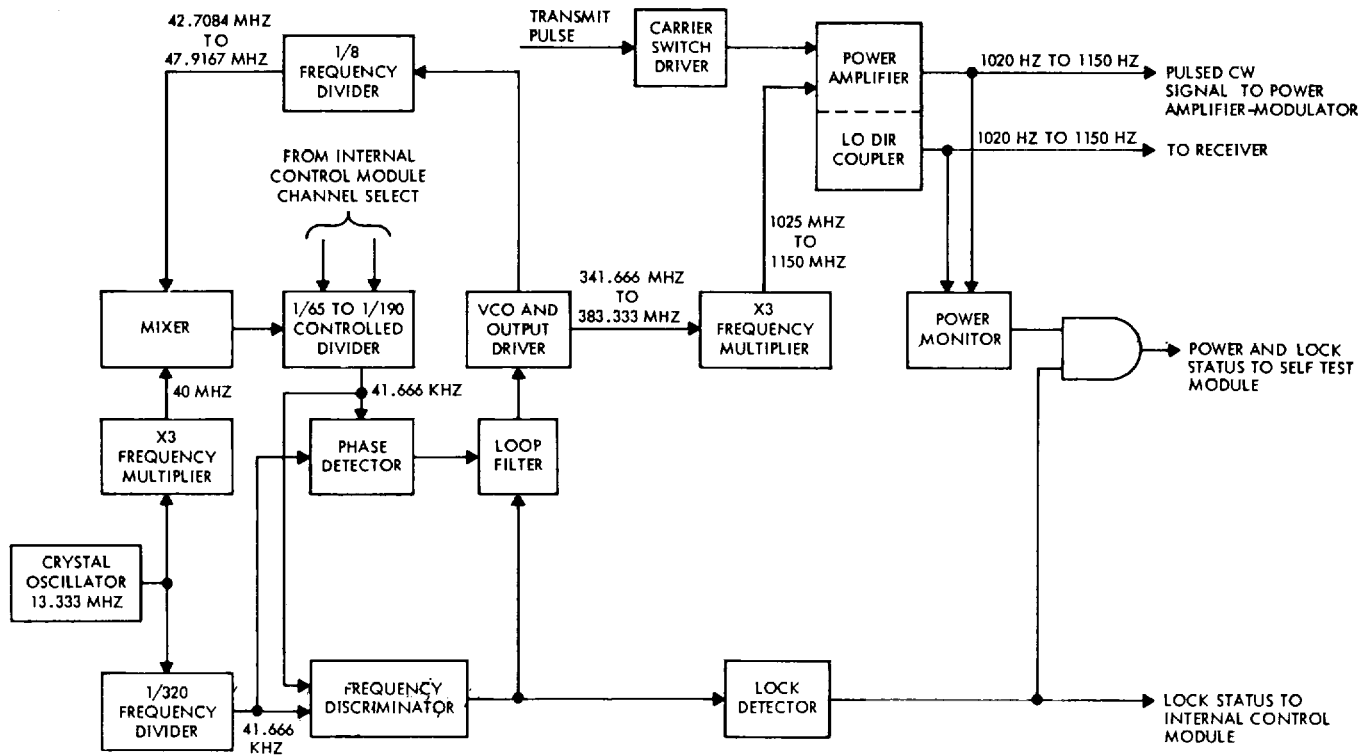 42.7084 MHZ
TO
47.9167 MHZ
1/8
FREQUENCY
DIVIDER
TRANSMIT
PULSE
CARRIER
SWITCH
DRIVER
POWER
AMPLIFIER
LO DIR
COUPLER
1020 HZ TO 1150 HZ
PULSED CW
SIGNAL TO POWER
AMPLIFIER-MODULATOR
1020 HZ TO 1150 HZ
TO RECEIVER
FROM INTERNAL
CONTROL MODULE
CHANNEL SELECT
1025 MHZ
TO
1150 MHZ
MIXER
1/65 TO 1/190
CONTROLLED
DIVIDER
VCO AND
OUTPUT
DRIVER
341.666 MHZ
TO
383.333 MHZ
X3
FREQUENCY
MULTIPLIER
POWER
MONITOR
POWER AND LOCK
STATUS TO SELF TEST
MODULE
40 MHZ
41.666 KHZ
X3
FREQUENCY
MULTIPLIER
PHASE
DETECTOR
LOOP
FILTER
CRYSTAL
OSCILLATOR
13.333 MHZ
1/320
FREQUENCY
DIVIDER
41.666
KHZ
FREQUENCY
DISCRIMINATOR
LOCK
DETECTOR
LOCK STATUS TO
INTERNAL CONTROL
MODULE